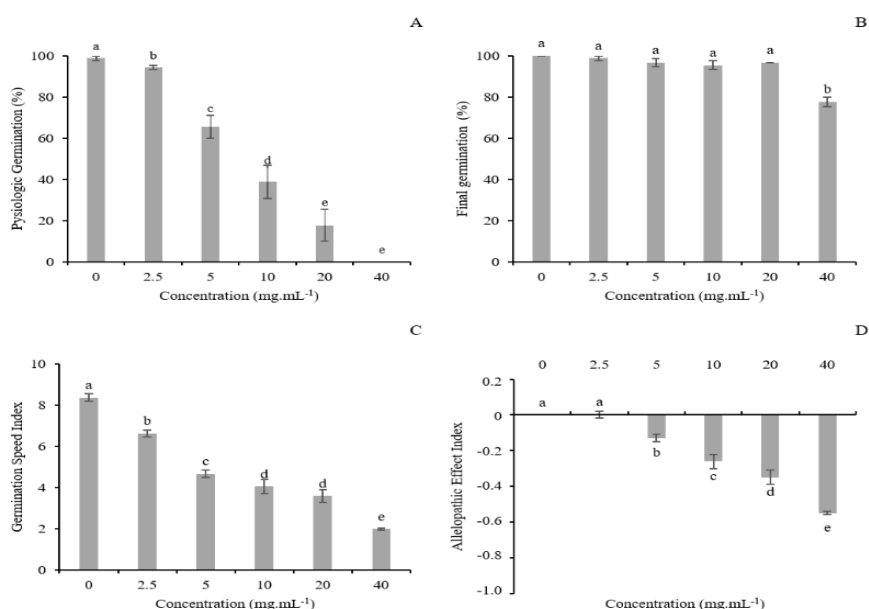 A
a
b
c
d
e
e
100
80
60
40
20
0
0 2.5 5 10 20 40
Pysiologic Germination (%)
Concentration (mg.mL⁻¹)
B
a a a a a
b
100
80
60
40
20
0
0 2.5 5 10 20 40
Final germination (%)
Concentration (mg.mL⁻¹)
C
a
b
c
d
d
e
10
8
6
4
2
0
0 2.5 5 10 20 40
Germination Speed Index
Concentration (mg.mL⁻¹)
D
0 2.5 5 10 20 40
0.2
0
-0.2
-0.4
-0.6
-0.8
-1.0
a a
b
c
d
e
Allelopathic Effect Index
Concentration (mg.mL⁻¹)